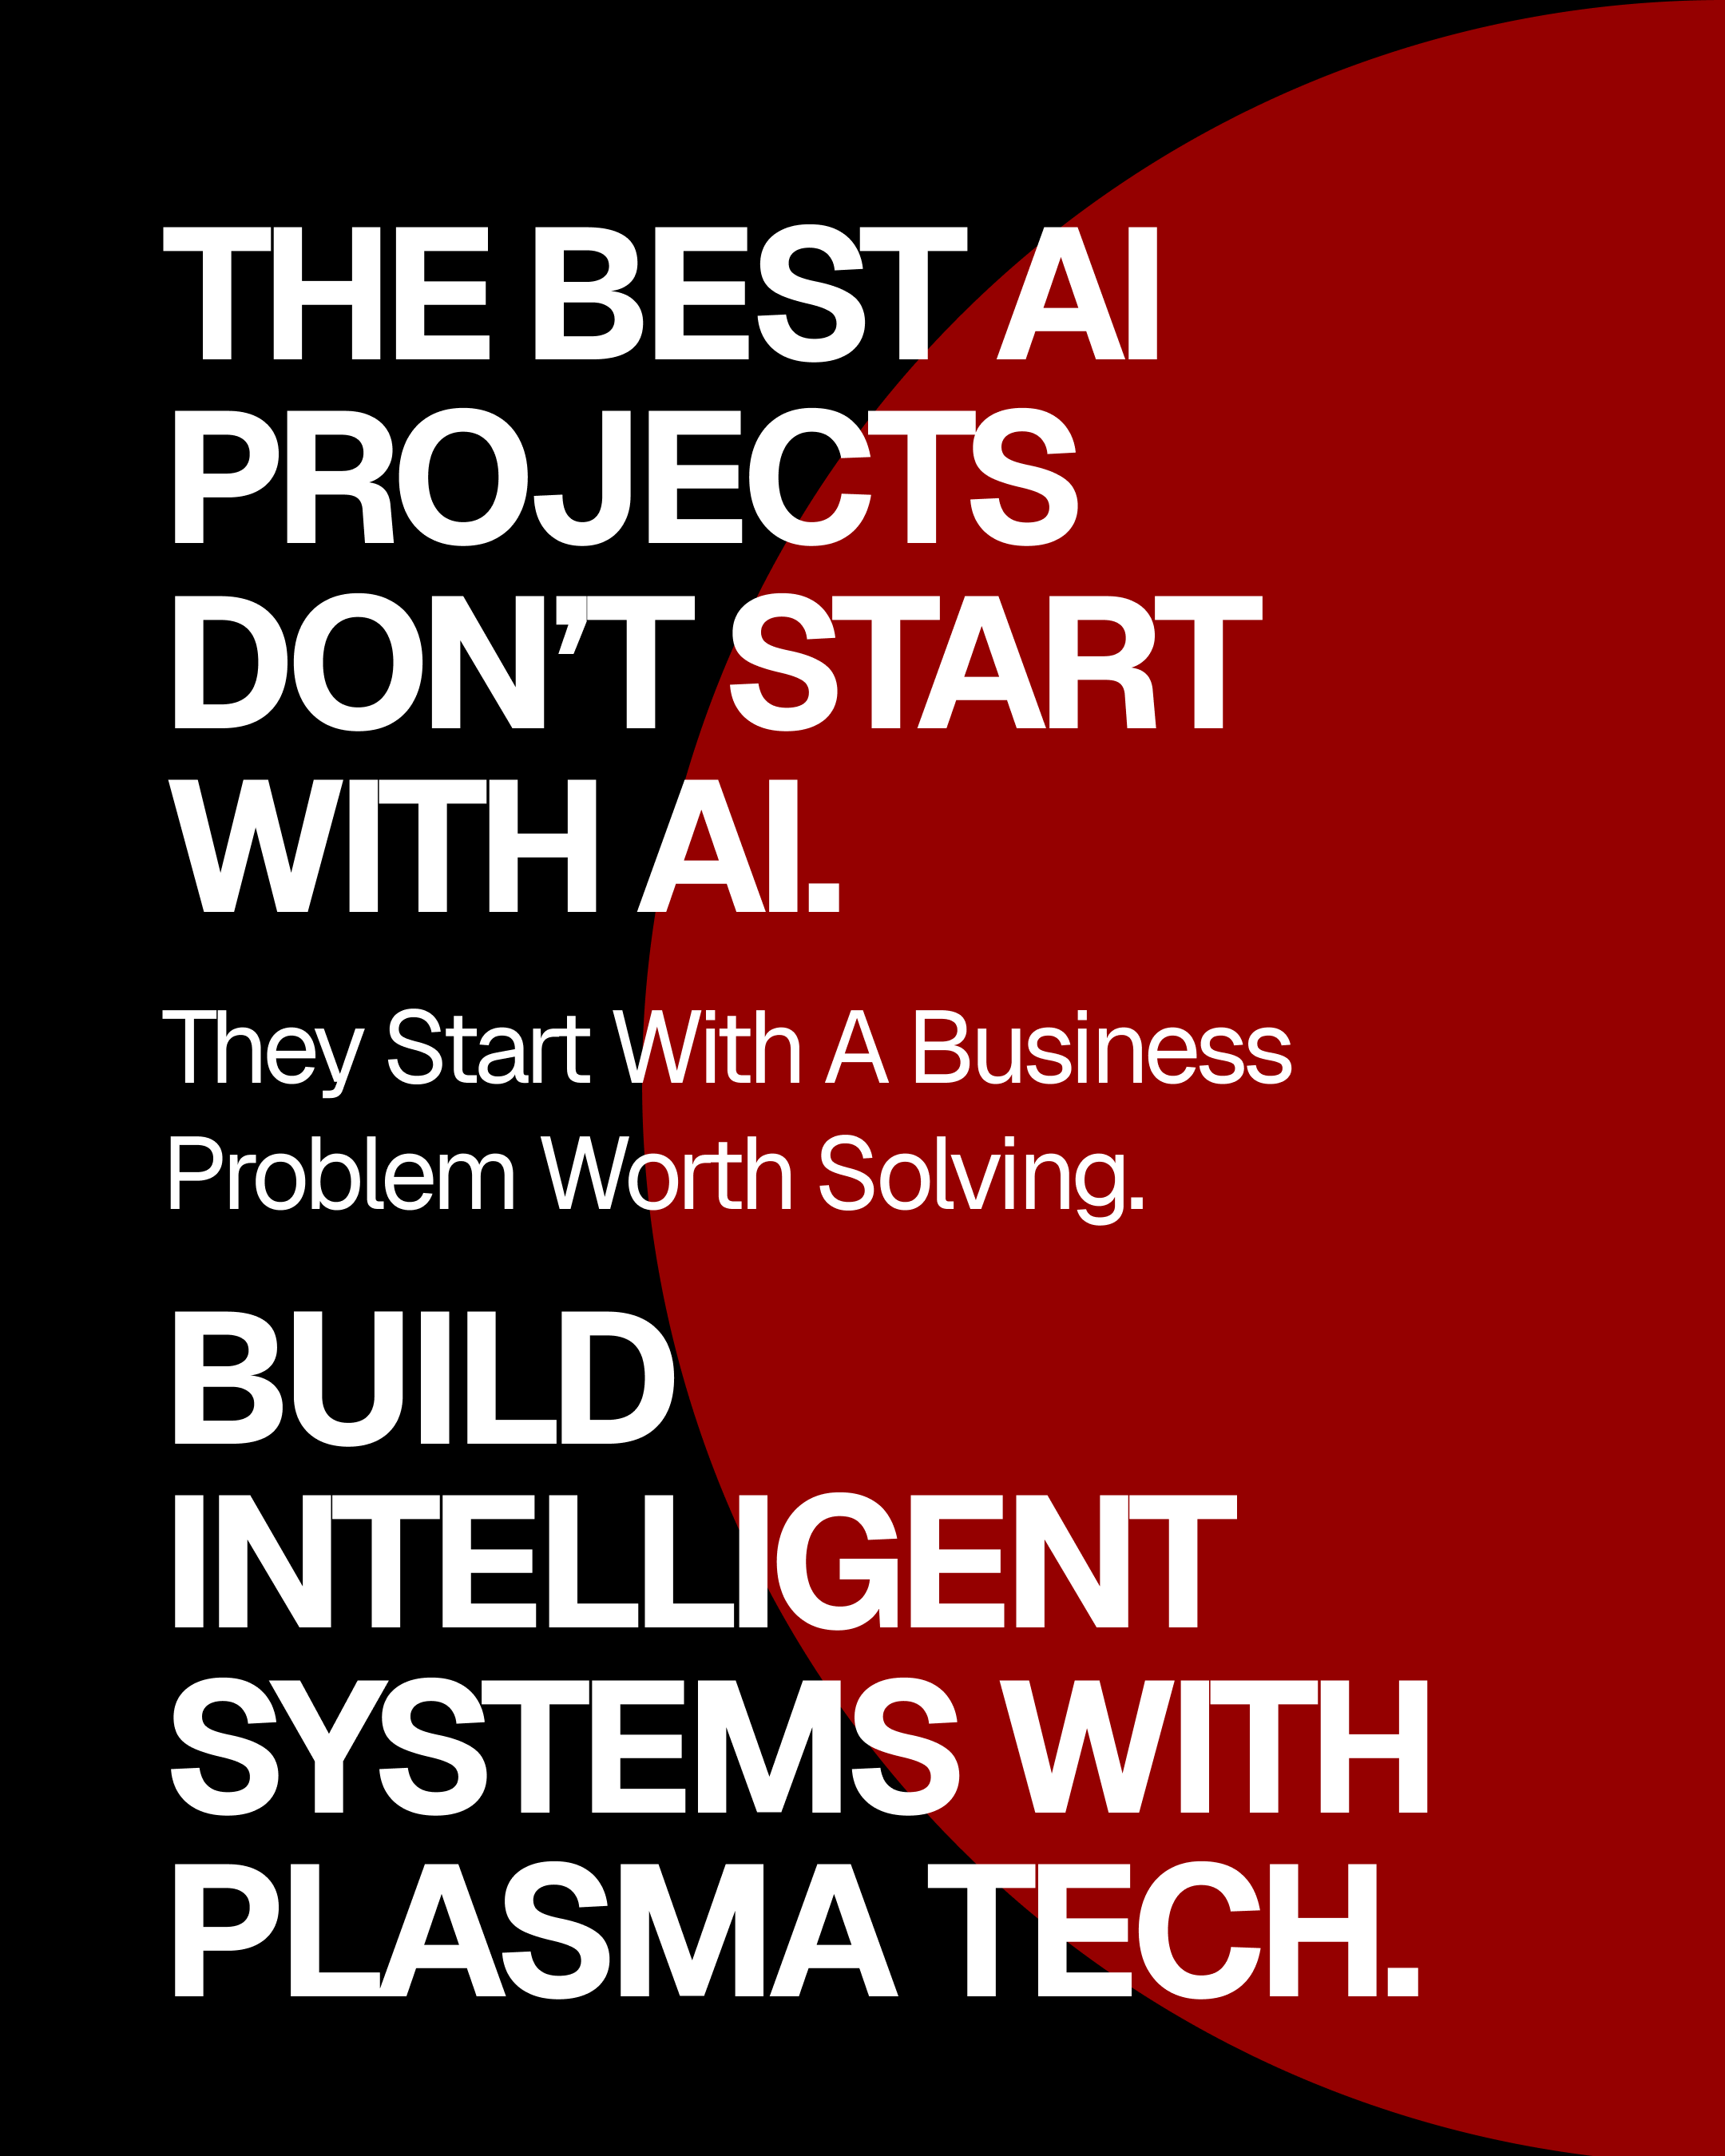 THE BEST AI
PROJECTS
DON’T START
WITH AI.
They Start With A Business
Problem Worth Solving.
BUILD
INTELLIGENT
SYSTEMS WITH
PLASMA TECH.